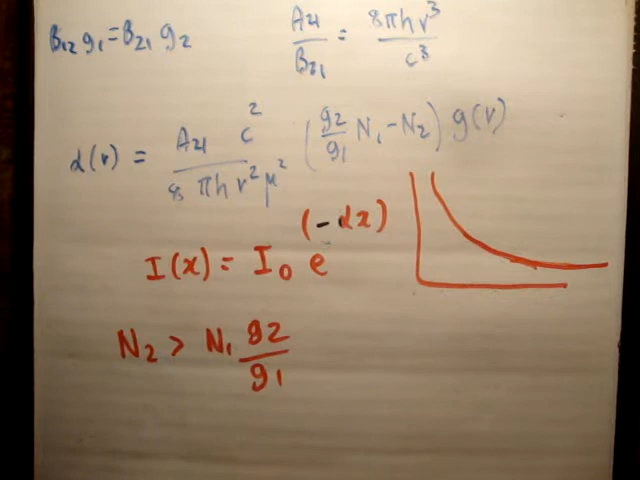 B₁₂ g₁ = B₂₁ g₂
A₂₁/B₂₁ = 8πhν³/c³
α(ν) = A₂₁ c²/8πhν²μ² (g₂/g₁ N₁ - N₂) g(ν)
I(x) = I₀ e^(-αx)
N₂ > N₁ g₂/g₁